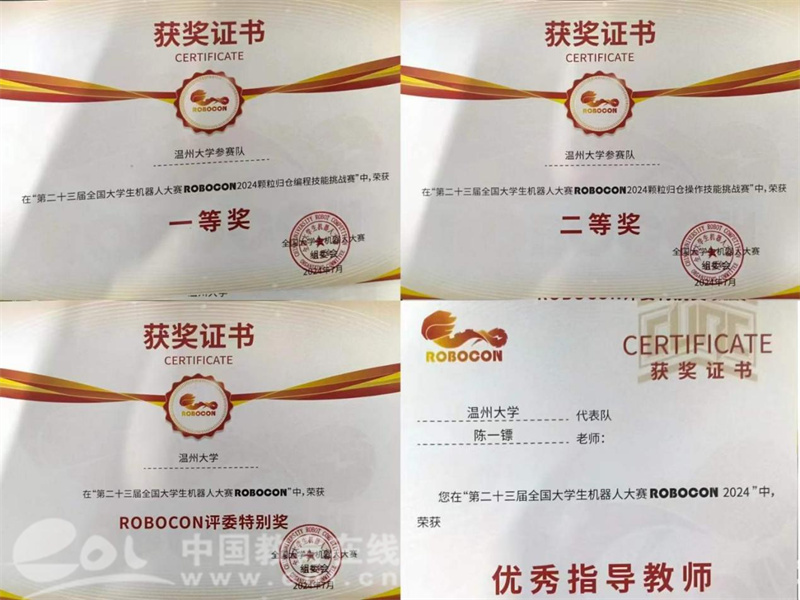 获奖证书
CERTIFICATE
ROBOCON
温州大学参赛队
在"第二十三届全国大学生机器人大赛ROBOCON2024颗粒归仓编程技能挑战赛"中，荣获
一等奖
全国大学生机器人大赛
组委会
2024年7月
温州大学
获奖证书
CERTIFICATE
ROBOCON
温州大学参赛队
在"第二十三届全国大学生机器人大赛ROBOCON2024颗粒归仓操作技能挑战赛"中，荣获
二等奖
全国大学生机器人大赛
组委会
2024年7月
获奖证书
CERTIFICATE
ROBOCON
温州大学
在"第二十三届全国大学生机器人大赛ROBOCON"中，荣获
ROBOCON评委特别奖
全国大学生机器人大赛
组委会
2024年7月
eol 中国教育在线
ROBOCON
CERTIFICATE
获奖证书
温州大学 代表队
陈一镖 老师：
您在"第二十三届全国大学生机器人大赛ROBOCON 2024"中，
荣获
优秀指导教师